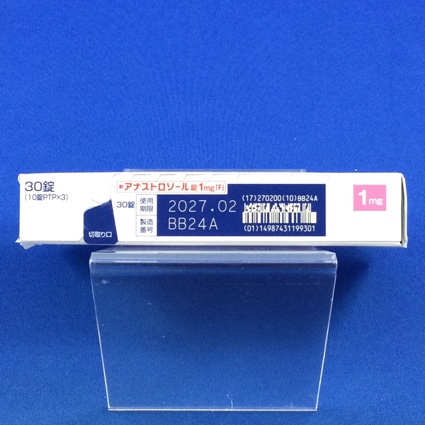 30錠
(10錠PTP×3)
切取り口
アナストロゾール錠1mg「F」
30錠
使用期限
2027.02
製造番号
BB24A
(17)270200(10)BB24A
(01)14987431199301
1mg